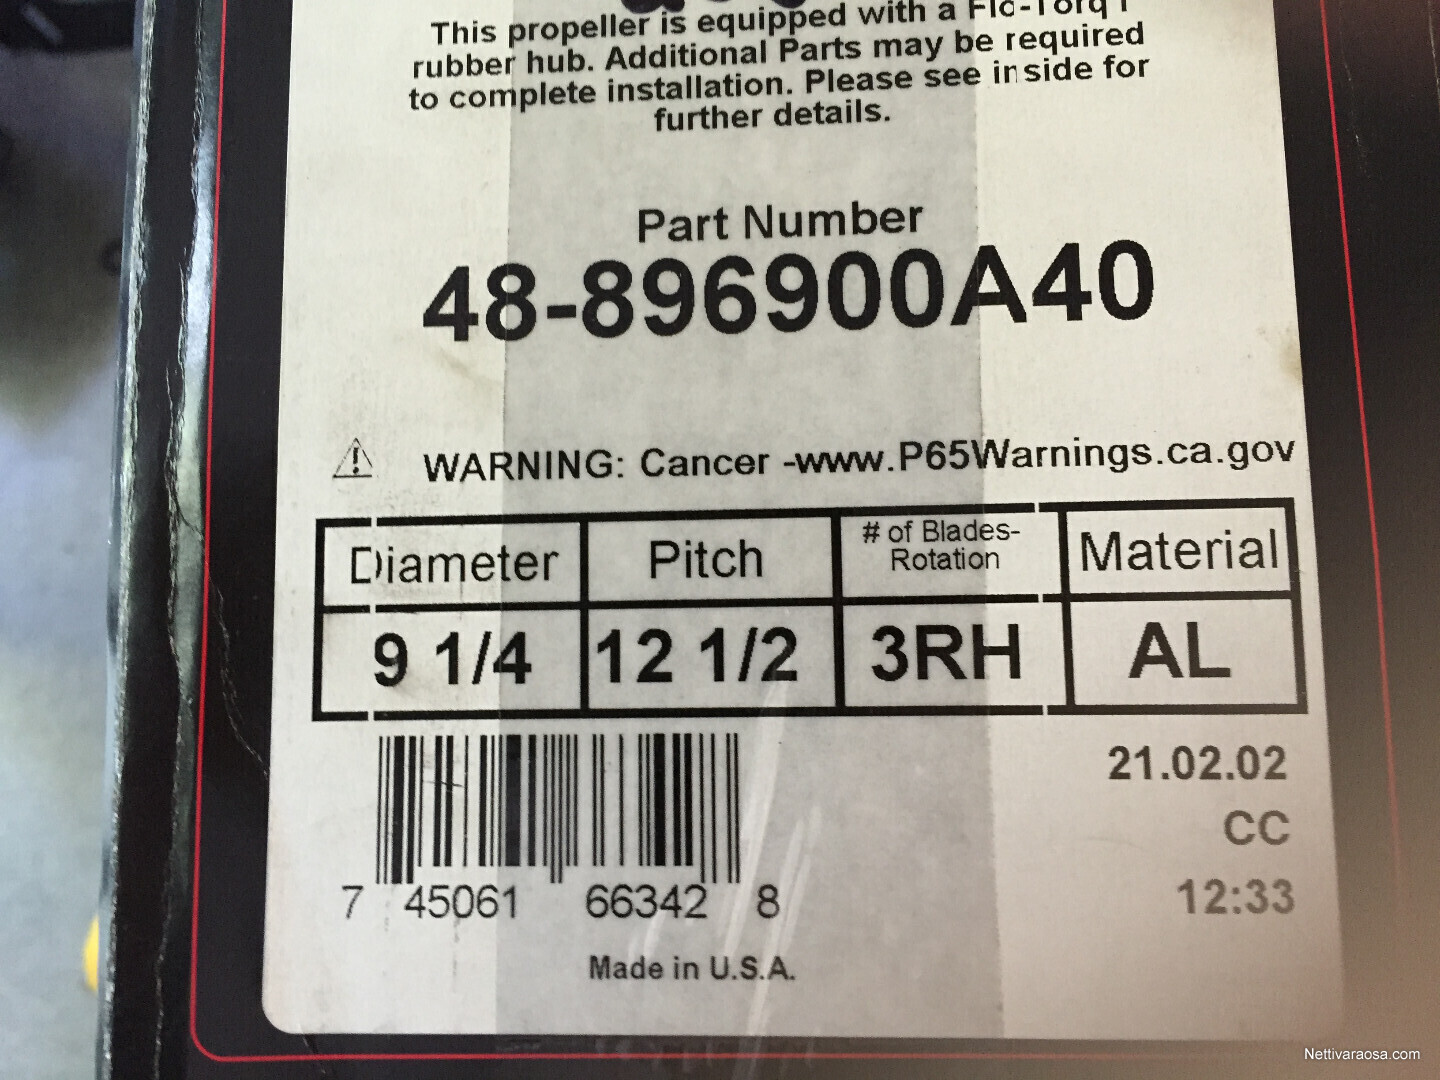 This propeller is equipped with a Flo-Torq I
rubber hub. Additional Parts may be required
to complete installation. Please see inside for
further details.
Part Number
48-896900A40
WARNING: Cancer -www.P65Warnings.ca.gov
Diameter Pitch # of Blades- Material
Rotation
9 1/4 12 1/2 3RH AL
21.02.02
CC
12:33
7 45061 66342 8
Made in U.S.A.
Nettivaraosa.com